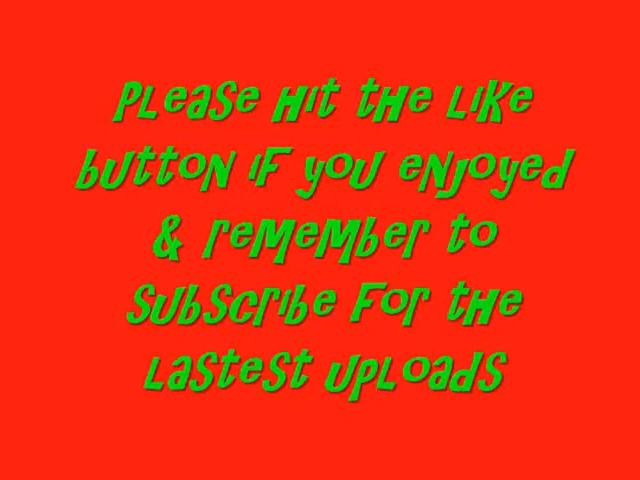 Please hit the like
button if you enjoyed
& remember to
subscribe for the
lastest uploads